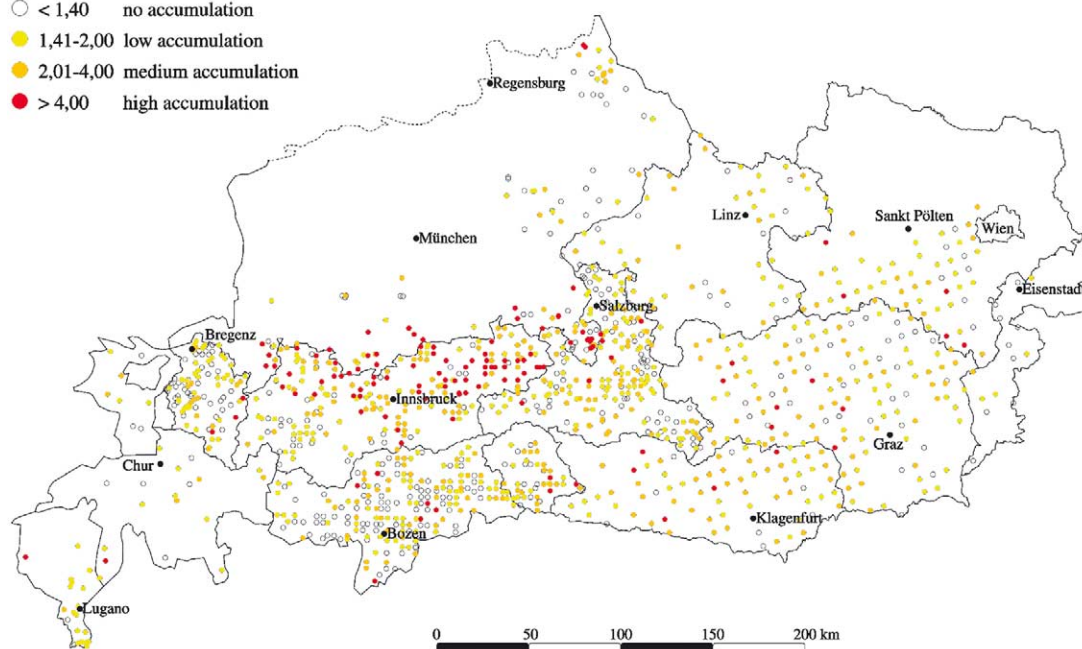 < 1,40 no accumulation
1,41-2,00 low accumulation
2,01-4,00 medium accumulation
> 4,00 high accumulation
Regensburg
Linz
Sankt Pölten
Wien
München
Eisenstad
Salzburg
Bregenz
Innsbruck
Graz
Chur
Klagenfurt
Bozen
Lugano
0 50 100 150 200 km